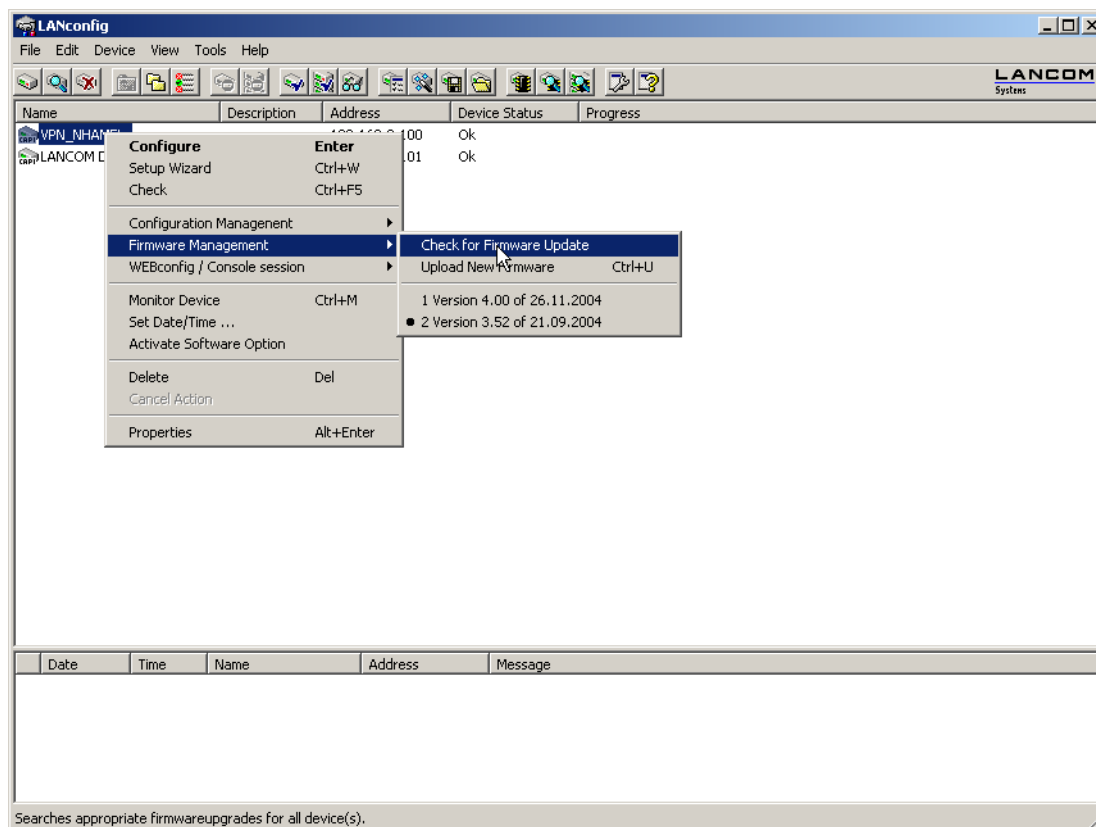 LANconfig
File Edit Device View Tools Help
LANCOM
Systems
Name Description Address Device Status Progress
VPN_NHAMEL .100 Ok
LANCOM .01 Ok
Configure Enter
Setup Wizard Ctrl+W
Check Ctrl+F5
Configuration Managenent
Firmware Management
WEBconfig / Console session
Monitor Device Ctrl+M
Set Date/Time ...
Activate Software Option
Delete Del
Cancel Action
Properties Alt+Enter
Check for Firmware Update
Upload New Firmware Ctrl+U
1 Version 4.00 of 26.11.2004
2 Version 3.52 of 21.09.2004
Date Time Name Address Message
Searches appropriate firmwareupgrades for all device(s).